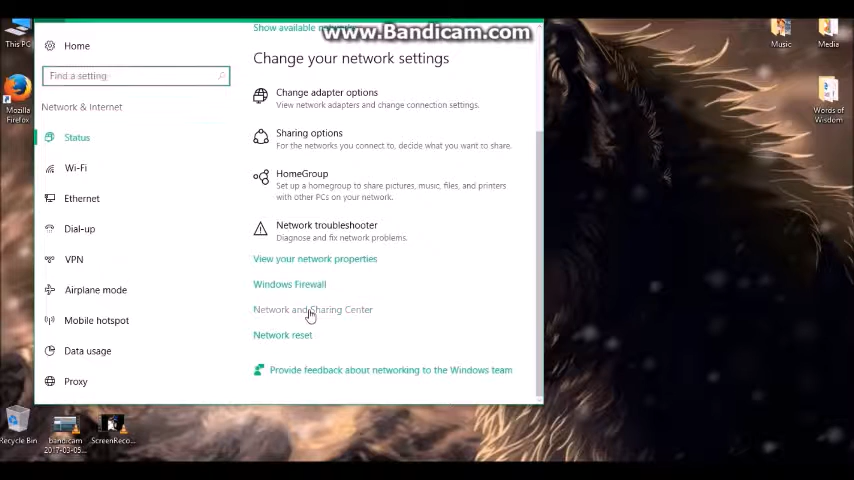 Show available networks
www.Bandicam.com
This PC
Music
Media
Home
Change your network settings
Find a setting
Change adapter options
View network adapters and change connection settings.
Mozilla
Firefox
Words of
Wisdom
Network & Internet
Status
Sharing options
For the networks you connect to, decide what you want to share.
Wi-Fi
HomeGroup
Set up a homegroup to share pictures, music, files, and printers
with other PCs on your network.
Ethernet
Dial-up
Network troubleshooter
Diagnose and fix network problems.
VPN
View your network properties
Airplane mode
Windows Firewall
Mobile hotspot
Network and Sharing Center
Data usage
Network reset
Proxy
Provide feedback about networking to the Windows team
Recycle Bin
bandicam
2017-03-05...
ScreenReco...